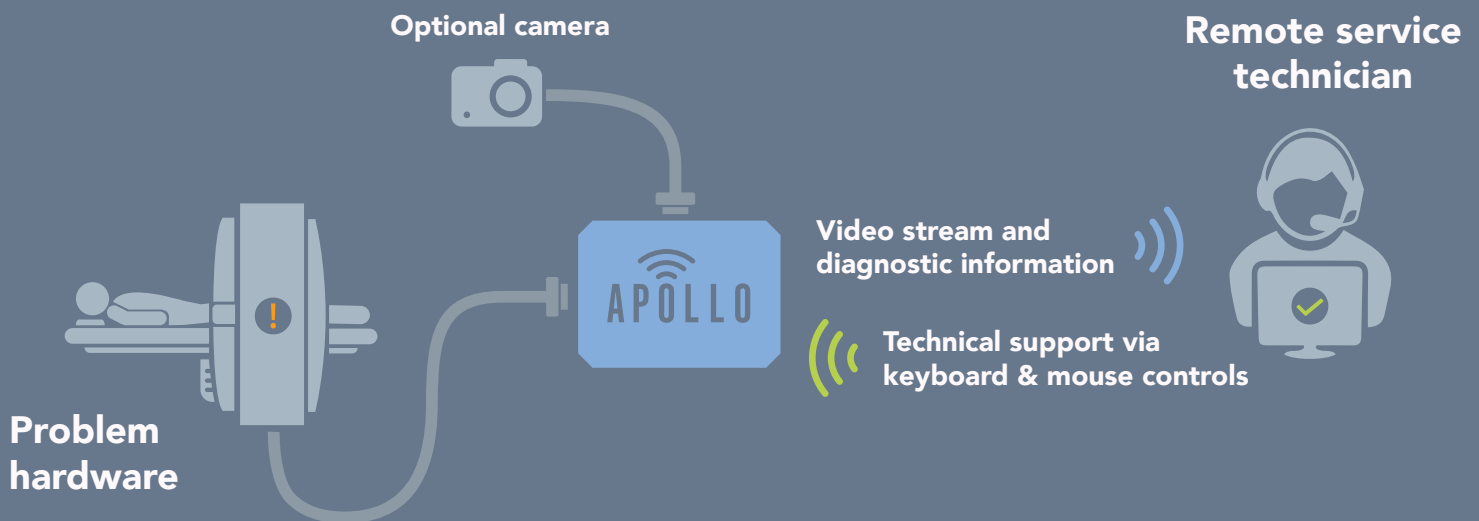 Optional camera
Remote service
technician
Video stream and
diagnostic information
APOLLO
Technical support via
keyboard & mouse controls
Problem
hardware